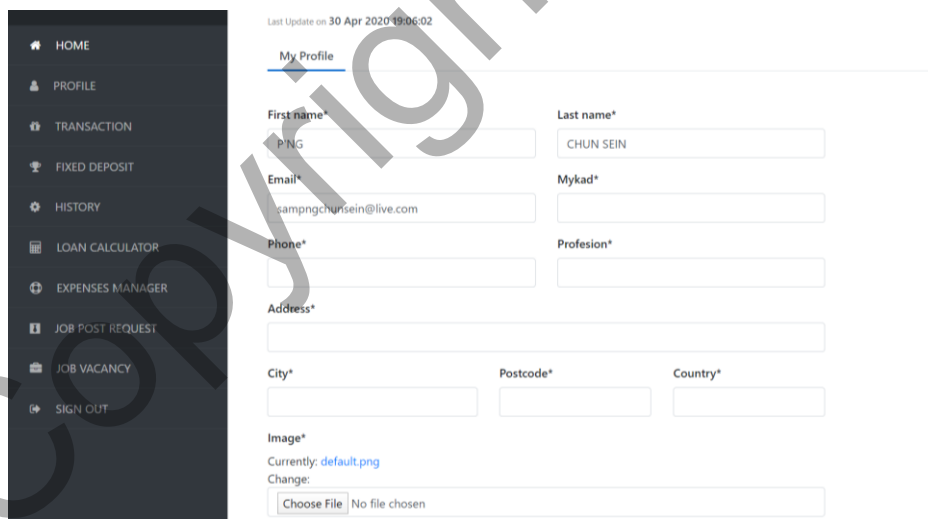 Last Update on 30 Apr 2020 19:06:02
HOME
PROFILE
TRANSACTION
FIXED DEPOSIT
HISTORY
LOAN CALCULATOR
EXPENSES MANAGER
JOB POST REQUEST
JOB VACANCY
SIGN OUT
My Profile
First name* Last name*
P'NG CHUN SEIN
Email* Mykad*
sampngchunsein@live.com
Phone* Profesion*
Address*
City* Postcode* Country*
Image*
Currently: default.png
Change:
Choose File No file chosen
Copyrigh